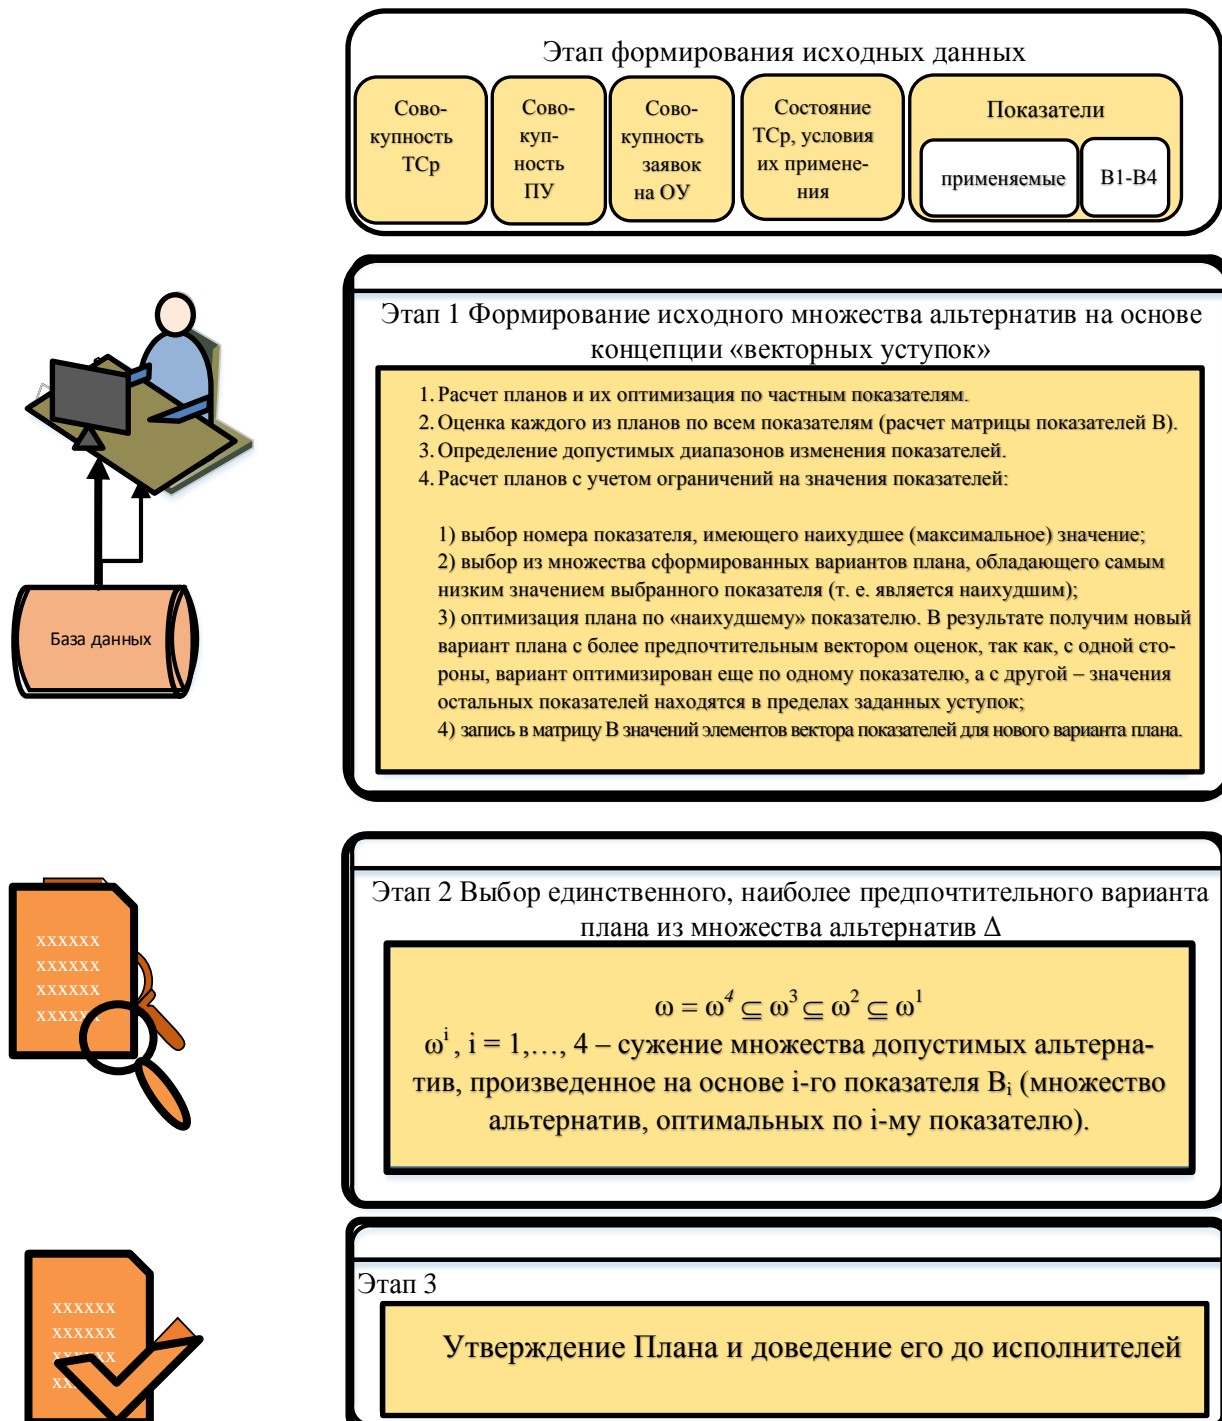 Этап формирования исходных данных
Сово-
купность
ТСр
Сово-
куп-
ность
ПУ
Сово-
купность
заявок
на ОУ
Состояние
ТСр, условия
их примене-
ния
Показатели
применяемые
В1-В4
Этап 1 Формирование исходного множества альтернатив на основе
концепции «векторных уступок»
1. Расчет планов и их оптимизация по частным показателям.
2. Оценка каждого из планов по всем показателям (расчет матрицы показателей В).
3. Определение допустимых диапазонов изменения показателей.
4. Расчет планов с учетом ограничений на значения показателей:
1) выбор номера показателя, имеющего наихудшее (максимальное) значение;
2) выбор из множества сформированных вариантов плана, обладающего самым
низким значением выбранного показателя (т. е. является наихудшим);
3) оптимизация плана по «наихудшему» показателю. В результате получим новый
вариант плана с более предпочтительным вектором оценок, так как, с одной сто-
роны, вариант оптимизирован еще по одному показателю, а с другой – значения
остальных показателей находятся в пределах заданных уступок;
4) запись в матрицу В значений элементов вектора показателей для нового варианта плана.
База данных
Этап 2 Выбор единственного, наиболее предпочтительного варианта
плана из множества альтернатив Δ
ω = ω⁴ ⊆ ω³ ⊆ ω² ⊆ ω¹
ωⁱ , i = 1,…, 4 – сужение множества допустимых альтерна-
тив, произведенное на основе i-го показателя Bᵢ (множество
альтернатив, оптимальных по i-му показателю).
xxxxxx
xxxxxx
xxxxxx
xxxxxx
Этап 3
Утверждение Плана и доведение его до исполнителей
xxxxxx
xxxxxx
xxxxxx